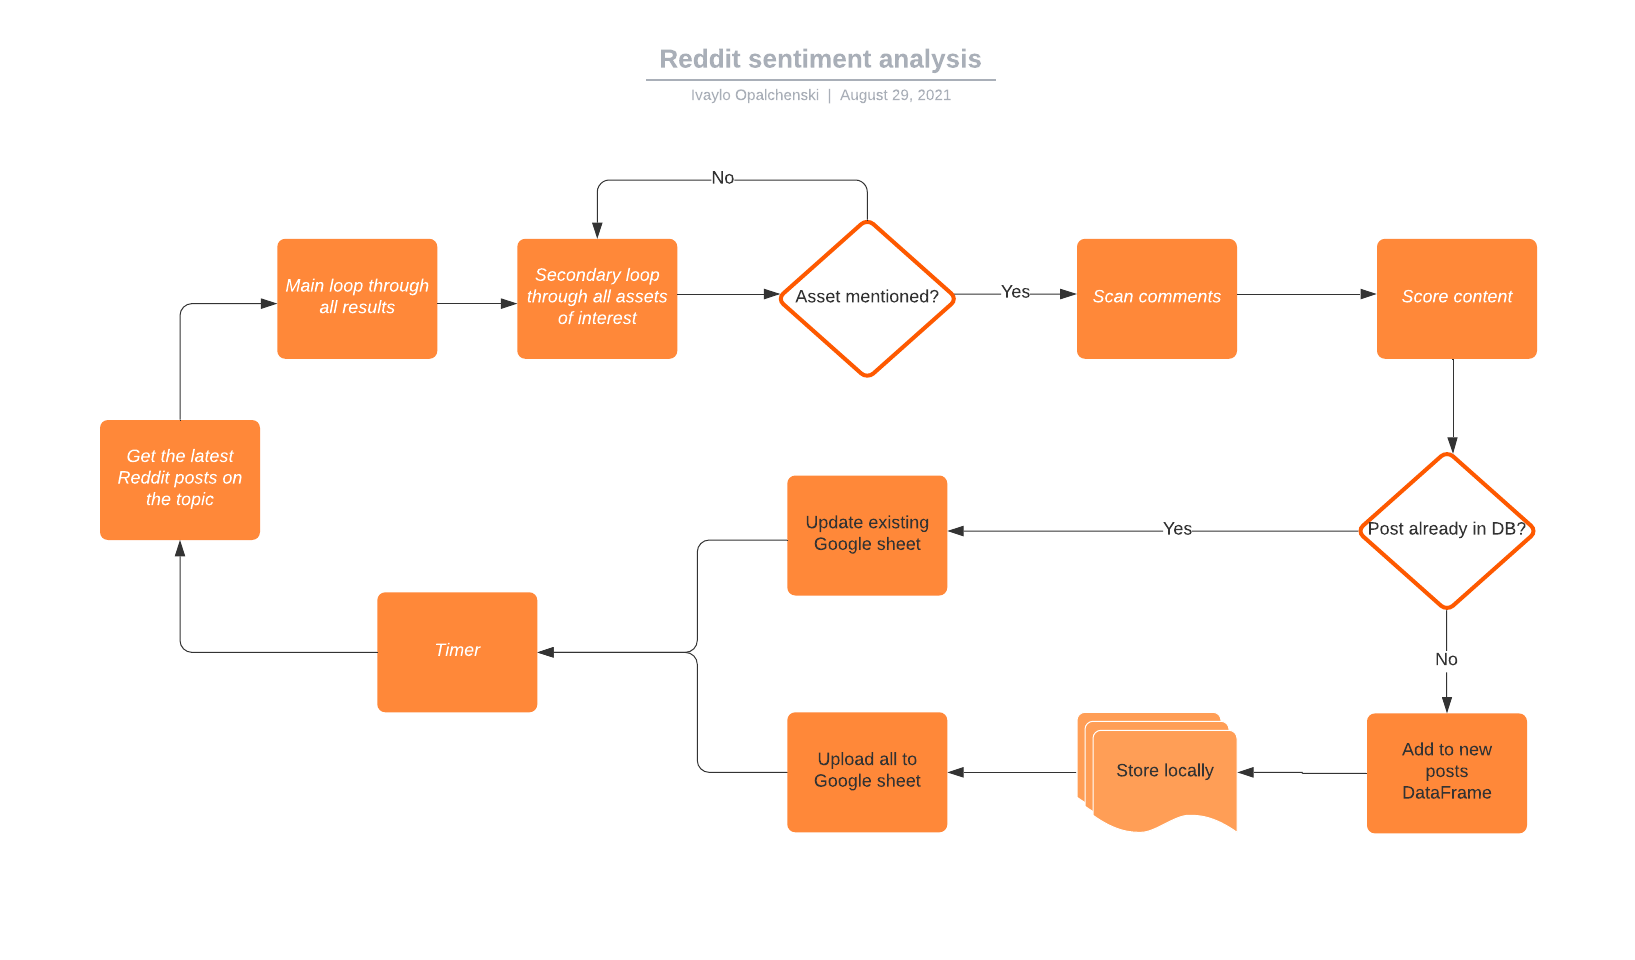 Reddit sentiment analysis
Ivaylo Opalchenski | August 29, 2021
No
Main loop through
all results
Secondary loop
through all assets
of interest
Asset mentioned?
Yes
Scan comments
Score content
Get the latest
Reddit posts on
the topic
Update existing
Google sheet
Yes
Post already in DB?
Timer
No
Upload all to
Google sheet
Store locally
Add to new
posts
DataFrame